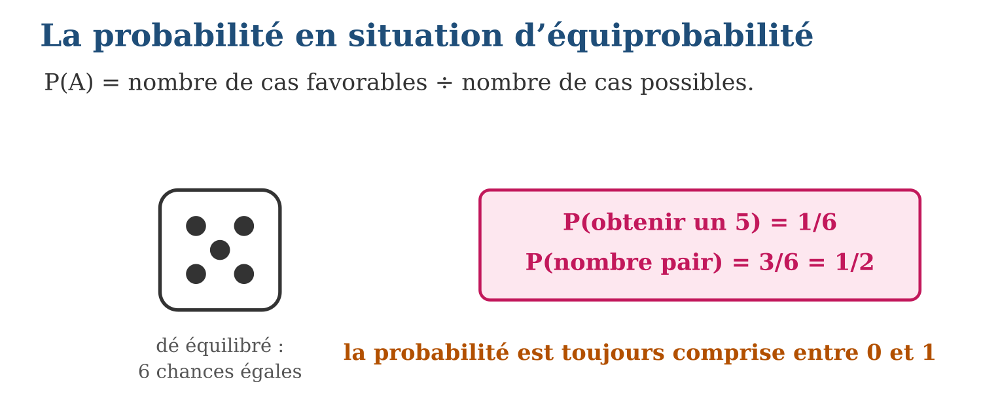 La probabilité en situation d’équiprobabilité
P(A) = nombre de cas favorables ÷ nombre de cas possibles.
P(obtenir un 5) = 1/6
P(nombre pair) = 3/6 = 1/2
dé équilibré :
6 chances égales
la probabilité est toujours comprise entre 0 et 1